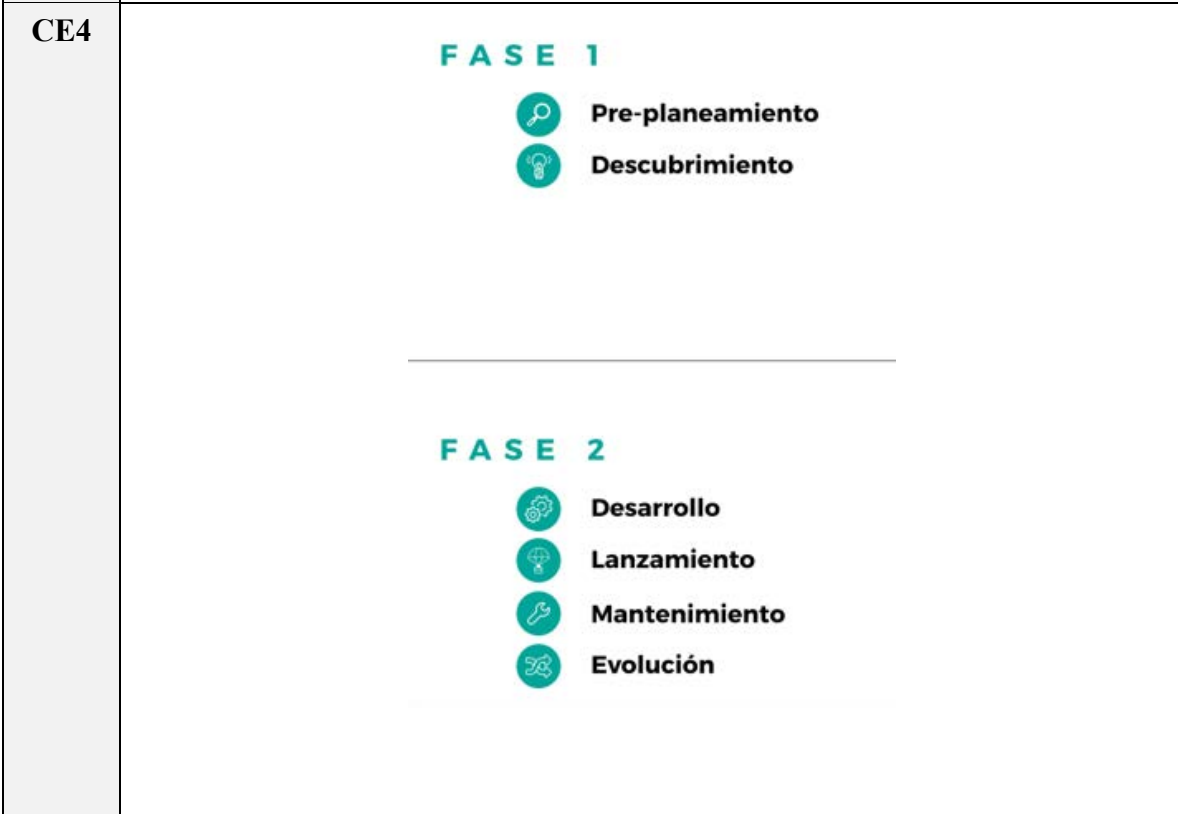 CE4
FASE 1
Pre-planeamiento
Descubrimiento
FASE 2
Desarrollo
Lanzamiento
Mantenimiento
Evolución